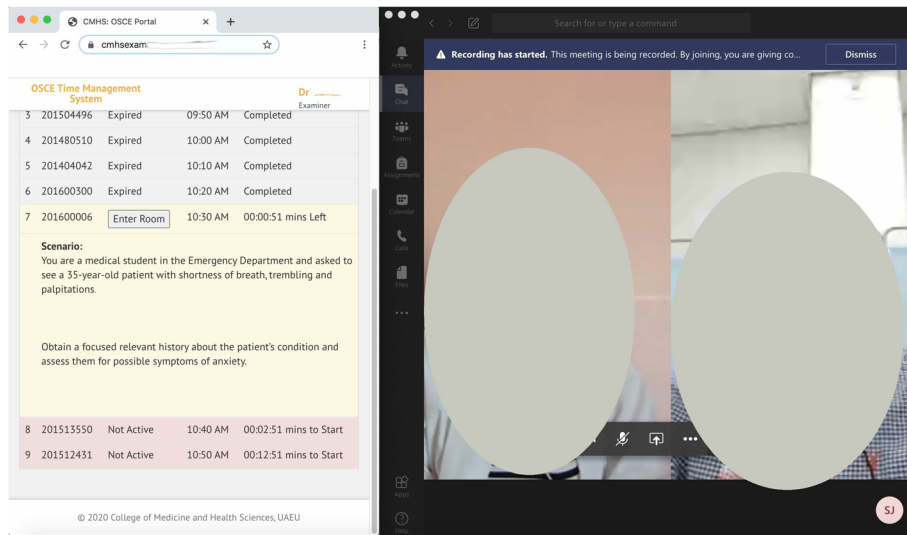 CMHS: OSCE Portal
cmhsexam
OSCE Time Management
System
Dr
Examiner
3 201504496 Expired 09:50 AM Completed
4 201480510 Expired 10:00 AM Completed
5 201404042 Expired 10:10 AM Completed
6 201600300 Expired 10:20 AM Completed
7 201600006 Enter Room 10:30 AM 00:00:51 mins Left
Scenario:
You are a medical student in the Emergency Department and asked to
see a 35-year-old patient with shortness of breath, trembling and
palpitations.
Obtain a focused relevant history about the patient's condition and
assess them for possible symptoms of anxiety.
8 201513550 Not Active 10:40 AM 00:02:51 mins to Start
9 201512431 Not Active 10:50 AM 00:12:51 mins to Start
© 2020 College of Medicine and Health Sciences, UAEU
Search for or type a command
Recording has started. This meeting is being recorded. By joining, you are giving co...
Dismiss
Activity
Chat
Teams
Assignments
Calendar
Calls
Files
Apps
Help
SJ